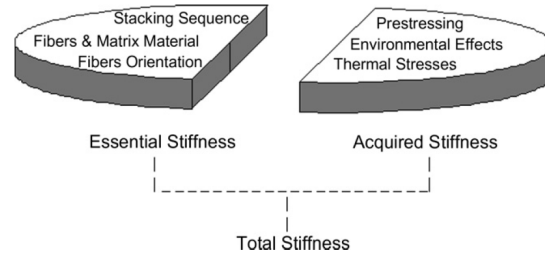 Stacking Sequence
Fibers & Matrix Material
Fibers Orientation
Prestressing
Environmental Effects
Thermal Stresses
Essential Stiffness
Acquired Stiffness
Total Stiffness